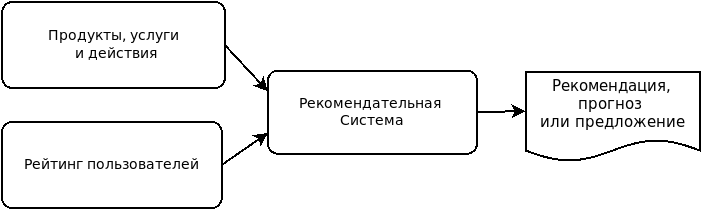 Продукты, услуги
и действия
Рейтинг пользователей
Рекомендательная
Система
Рекомендация,
прогноз
или предложение